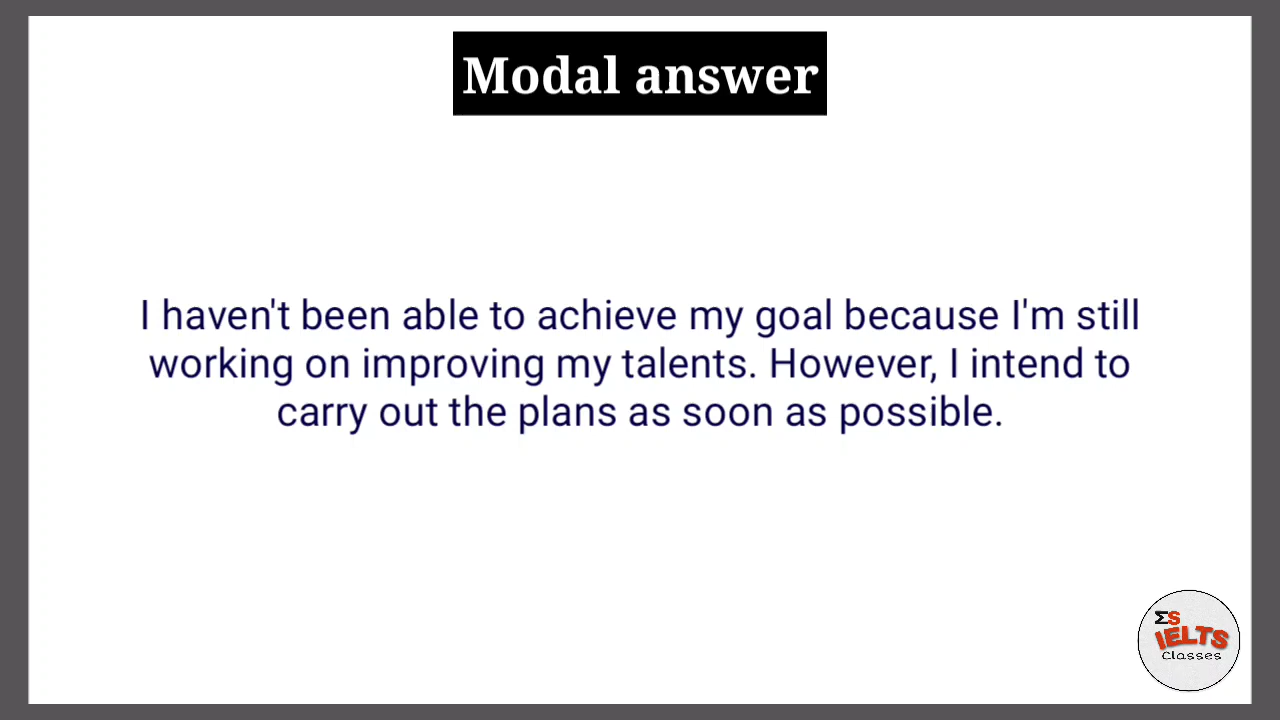 Modal answer
I haven't been able to achieve my goal because I'm still
working on improving my talents. However, I intend to
carry out the plans as soon as possible.
ΣS
IELTS
Classes